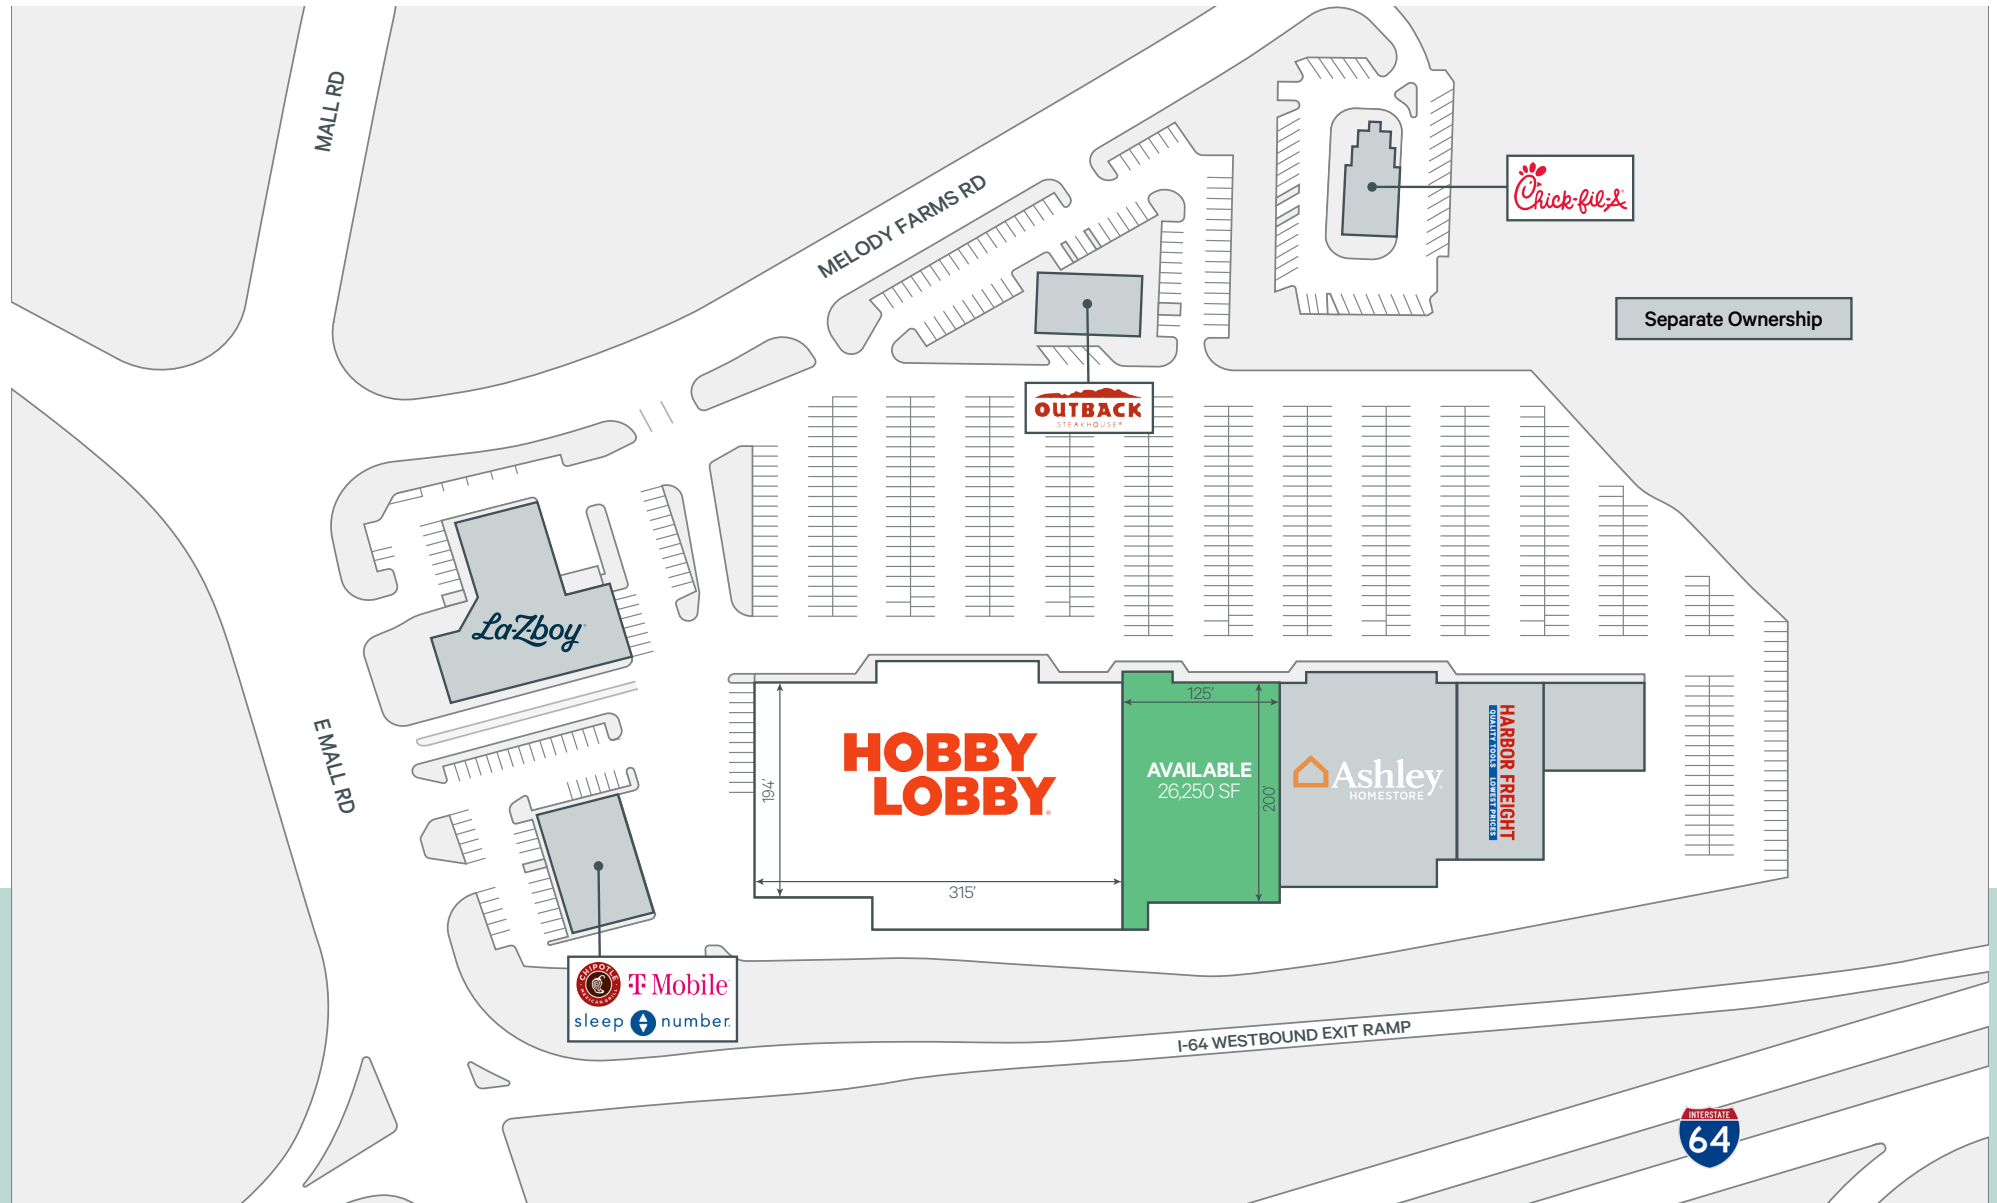 MALL RD
MELODY FARMS RD
Chick-fil-A
Separate Ownership
OUTBACK
STEAKHOUSE®
La-Z-boy
E MALL RD
HOBBY
LOBBY
194'
315'
125'
AVAILABLE
26,250 SF
200'
Ashley
HOMESTORE
HARBOR FREIGHT
QUALITY TOOLS LOWEST PRICES
CHIPOTLE
MEXICAN GRILL
T Mobile
sleep number.
I-64 WESTBOUND EXIT RAMP
INTERSTATE
64